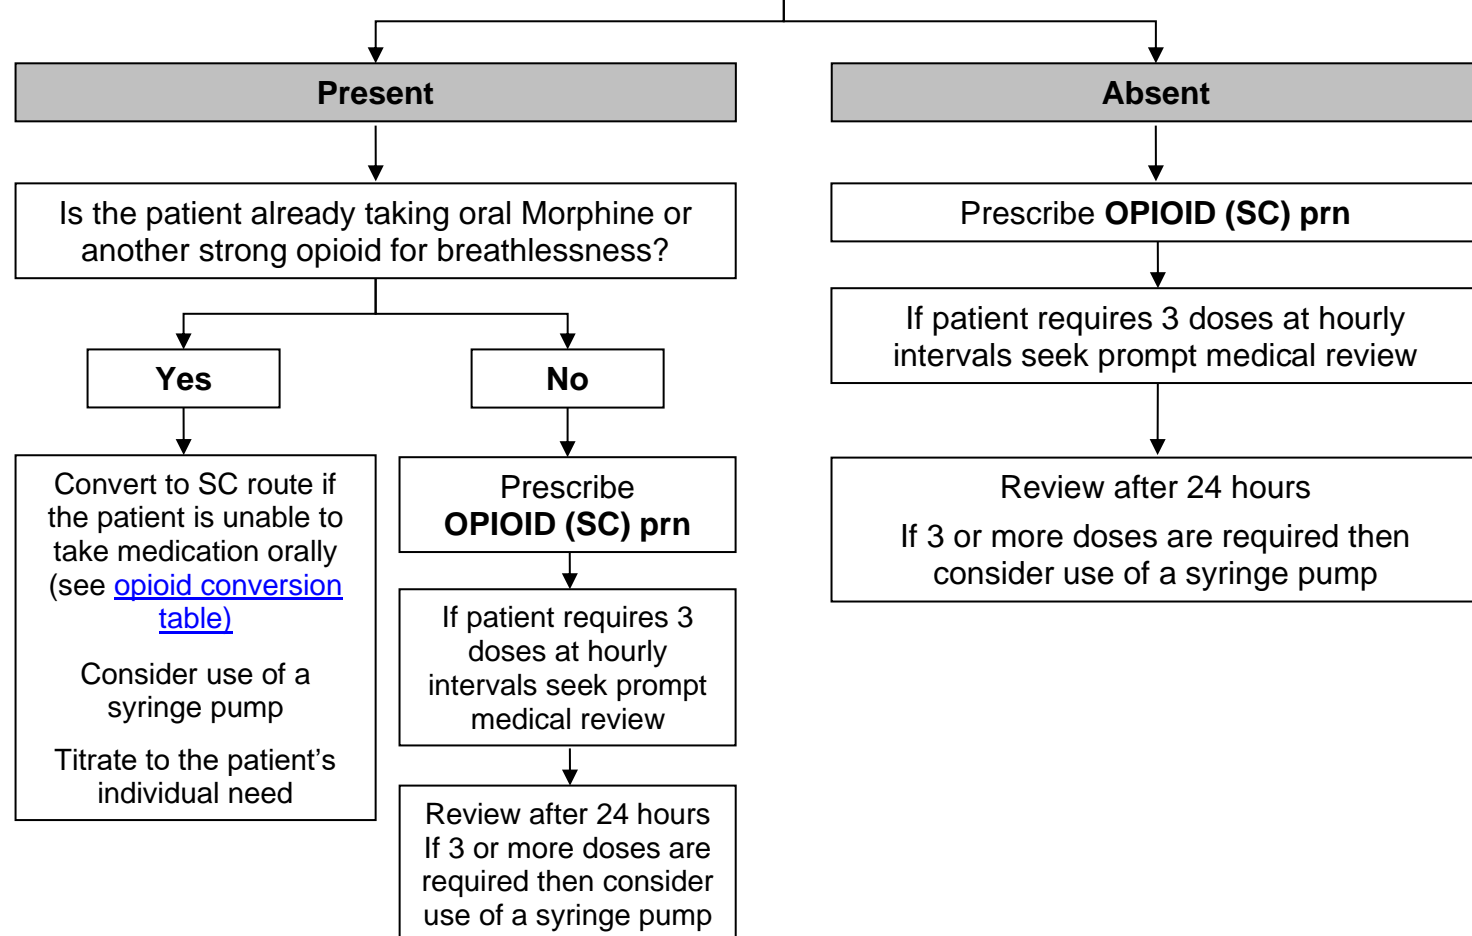 Present
Is the patient already taking oral Morphine or
another strong opioid for breathlessness?
Yes
Convert to SC route if
the patient is unable to
take medication orally
(see opioid conversion
table)
Consider use of a
syringe pump
Titrate to the patient’s
individual need
No
Prescribe
OPIOID (SC) prn
If patient requires 3
doses at hourly
intervals seek prompt
medical review
Review after 24 hours
If 3 or more doses are
required then consider
use of a syringe pump
Absent
Prescribe OPIOID (SC) prn
If patient requires 3 doses at hourly
intervals seek prompt medical review
Review after 24 hours
If 3 or more doses are required then
consider use of a syringe pump